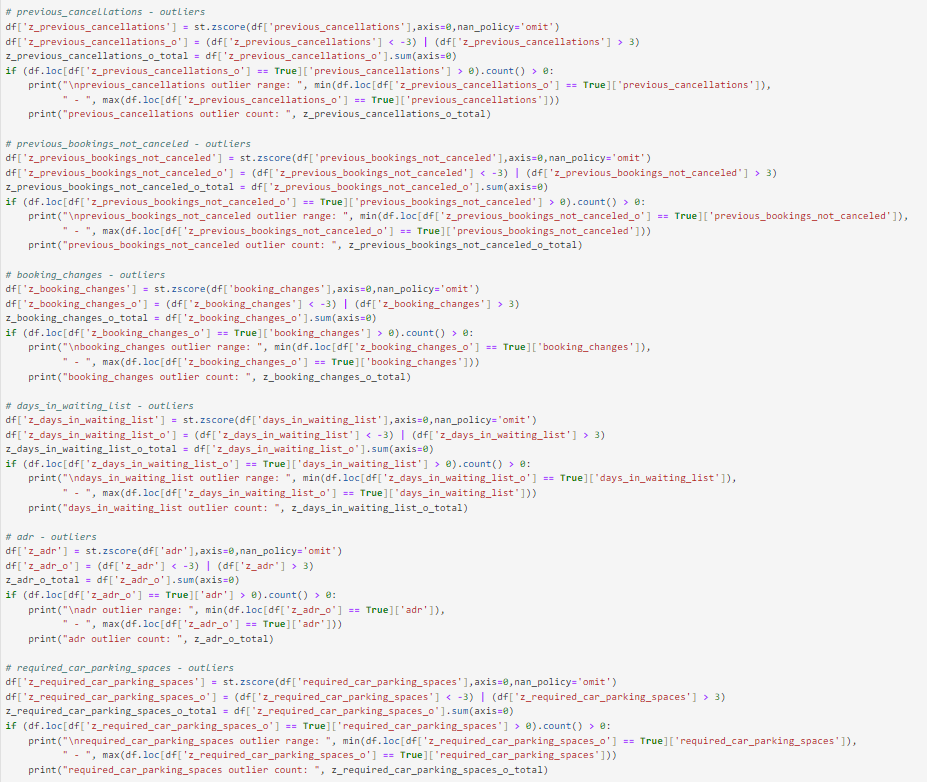 # previous_cancellations - outliers
df['z_previous_cancellations'] = st.zscore(df['previous_cancellations'],axis=0,nan_policy='omit')
df['z_previous_cancellations_o'] = (df['z_previous_cancellations'] < -3) | (df['z_previous_cancellations'] > 3)
z_previous_cancellations_o_total = df['z_previous_cancellations_o'].sum(axis=0)
if (df.loc[df['z_previous_cancellations_o'] == True]['previous_cancellations'] > 0).count() > 0:
    print("\nprevious_cancellations outlier range: ", min(df.loc[df['z_previous_cancellations_o'] == True]['previous_cancellations']),
          " - ", max(df.loc[df['z_previous_cancellations_o'] == True]['previous_cancellations']))
    print("previous_cancellations outlier count: ", z_previous_cancellations_o_total)

# previous_bookings_not_canceled - outliers
df['z_previous_bookings_not_canceled'] = st.zscore(df['previous_bookings_not_canceled'],axis=0,nan_policy='omit')
df['z_previous_bookings_not_canceled_o'] = (df['z_previous_bookings_not_canceled'] < -3) | (df['z_previous_bookings_not_canceled'] > 3)
z_previous_bookings_not_canceled_o_total = df['z_previous_bookings_not_canceled_o'].sum(axis=0)
if (df.loc[df['z_previous_bookings_not_canceled_o'] == True]['previous_bookings_not_canceled'] > 0).count() > 0:
    print("\nprevious_bookings_not_canceled outlier range: ", min(df.loc[df['z_previous_bookings_not_canceled_o'] == True]['previous_bookings_not_canceled']),
          " - ", max(df.loc[df['z_previous_bookings_not_canceled_o'] == True]['previous_bookings_not_canceled']))
    print("previous_bookings_not_canceled outlier count: ", z_previous_bookings_not_canceled_o_total)

# booking_changes - outliers
df['z_booking_changes'] = st.zscore(df['booking_changes'],axis=0,nan_policy='omit')
df['z_booking_changes_o'] = (df['z_booking_changes'] < -3) | (df['z_booking_changes'] > 3)
z_booking_changes_o_total = df['z_booking_changes_o'].sum(axis=0)
if (df.loc[df['z_booking_changes_o'] == True]['booking_changes'] > 0).count() > 0:
    print("\nbooking_changes outlier range: ", min(df.loc[df['z_booking_changes_o'] == True]['booking_changes']),
          " - ", max(df.loc[df['z_booking_changes_o'] == True]['booking_changes']))
    print("booking_changes outlier count: ", z_booking_changes_o_total)

# days_in_waiting_list - outliers
df['z_days_in_waiting_list'] = st.zscore(df['days_in_waiting_list'],axis=0,nan_policy='omit')
df['z_days_in_waiting_list_o'] = (df['z_days_in_waiting_list'] < -3) | (df['z_days_in_waiting_list'] > 3)
z_days_in_waiting_list_o_total = df['z_days_in_waiting_list_o'].sum(axis=0)
if (df.loc[df['z_days_in_waiting_list_o'] == True]['days_in_waiting_list'] > 0).count() > 0:
    print("\ndays_in_waiting_list outlier range: ", min(df.loc[df['z_days_in_waiting_list_o'] == True]['days_in_waiting_list']),
          " - ", max(df.loc[df['z_days_in_waiting_list_o'] == True]['days_in_waiting_list']))
    print("days_in_waiting_list outlier count: ", z_days_in_waiting_list_o_total)

# adr - outliers
df['z_adr'] = st.zscore(df['adr'],axis=0,nan_policy='omit')
df['z_adr_o'] = (df['z_adr'] < -3) | (df['z_adr'] > 3)
z_adr_o_total = df['z_adr_o'].sum(axis=0)
if (df.loc[df['z_adr_o'] == True]['adr'] > 0).count() > 0:
    print("\nadr outlier range: ", min(df.loc[df['z_adr_o'] == True]['adr']),
          " - ", max(df.loc[df['z_adr_o'] == True]['adr']))
    print("adr outlier count: ", z_adr_o_total)

# required_car_parking_spaces - outliers
df['z_required_car_parking_spaces'] = st.zscore(df['required_car_parking_spaces'],axis=0,nan_policy='omit')
df['z_required_car_parking_spaces_o'] = (df['z_required_car_parking_spaces'] < -3) | (df['z_required_car_parking_spaces'] > 3)
z_required_car_parking_spaces_o_total = df['z_required_car_parking_spaces_o'].sum(axis=0)
if (df.loc[df['z_required_car_parking_spaces_o'] == True]['required_car_parking_spaces'] > 0).count() > 0:
    print("\nrequired_car_parking_spaces outlier range: ", min(df.loc[df['z_required_car_parking_spaces_o'] == True]['required_car_parking_spaces']),
          " - ", max(df.loc[df['z_required_car_parking_spaces_o'] == True]['required_car_parking_spaces']))
    print("required_car_parking_spaces outlier count: ", z_required_car_parking_spaces_o_total)